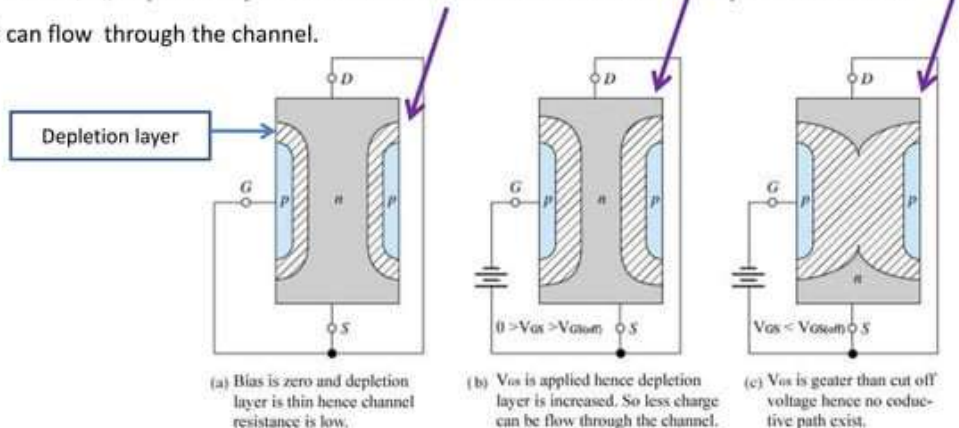 can flow through the channel.
Depletion layer
D
G
p
n
p
S
D
G
p
n
p
0 >VGS >VGS(off)
S
D
G
p
p
n
VGS < VGS(off)
S
(a) Bias is zero and depletion
layer is thin hence channel
resistance is low.
(b) VGS is applied hence depletion
layer is increased. So less charge
can be flow through the channel.
(c) VGS is geater than cut off
voltage hence no coduc-
tive path exist.